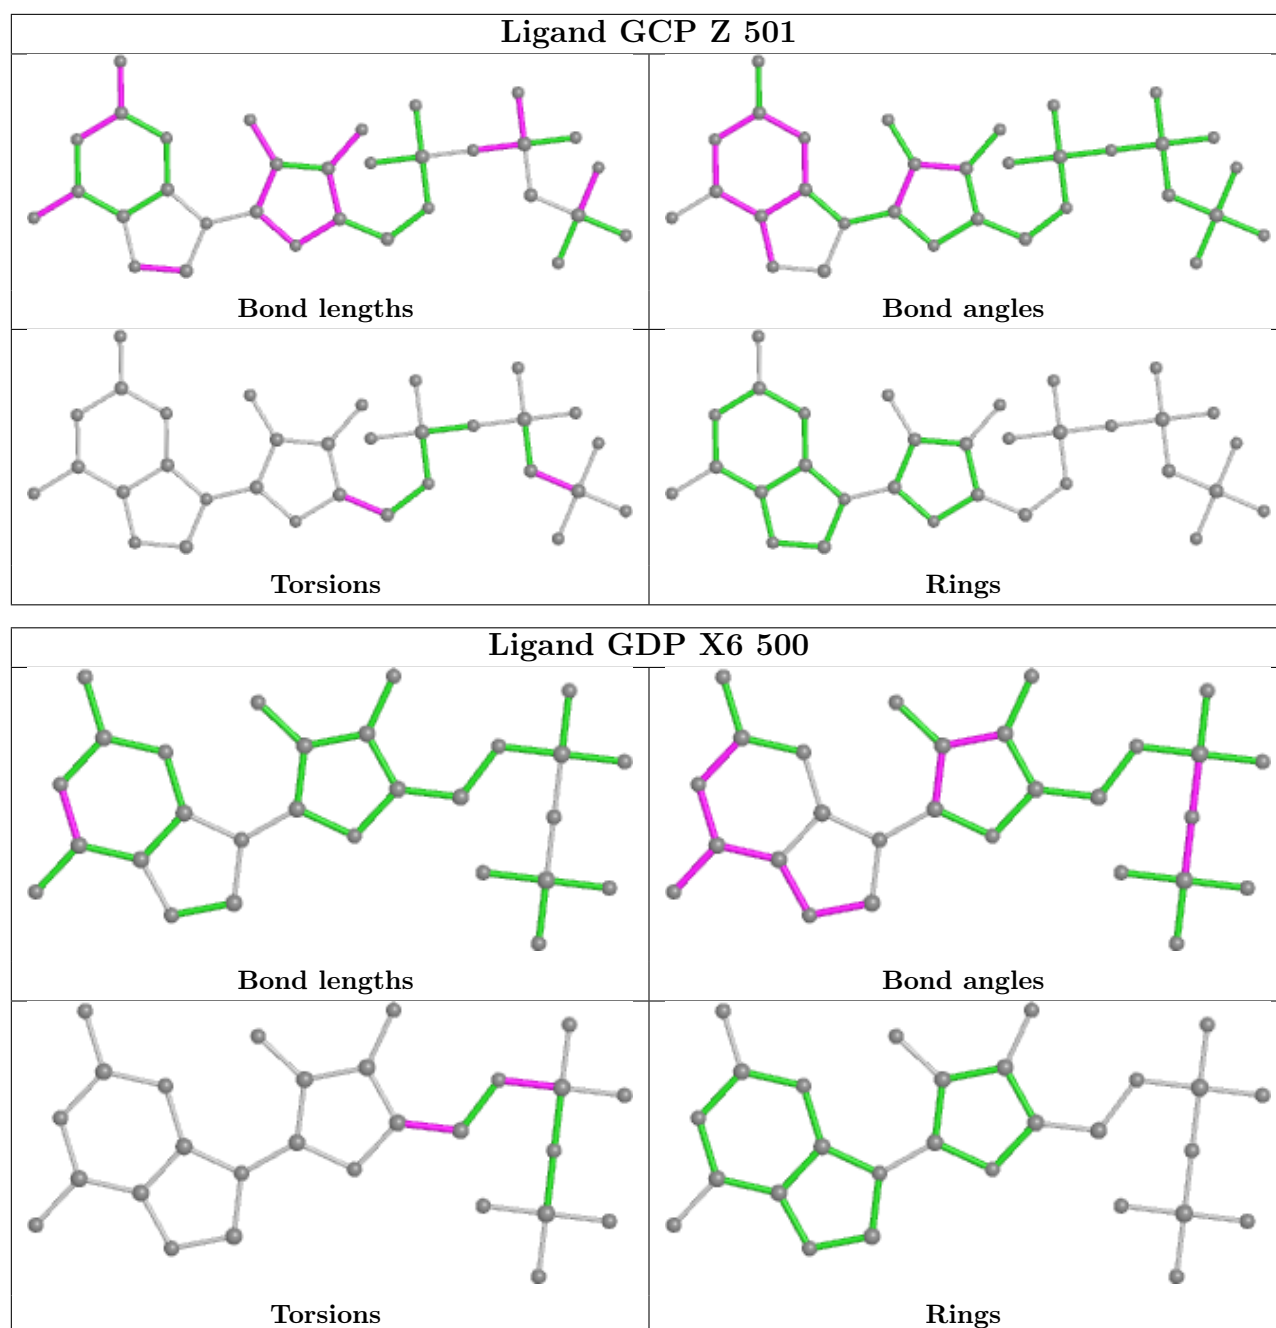 Ligand GCP Z 501
Bond lengths
Bond angles
Torsions
Rings
Ligand GDP X6 500
Bond lengths
Bond angles
Torsions
Rings